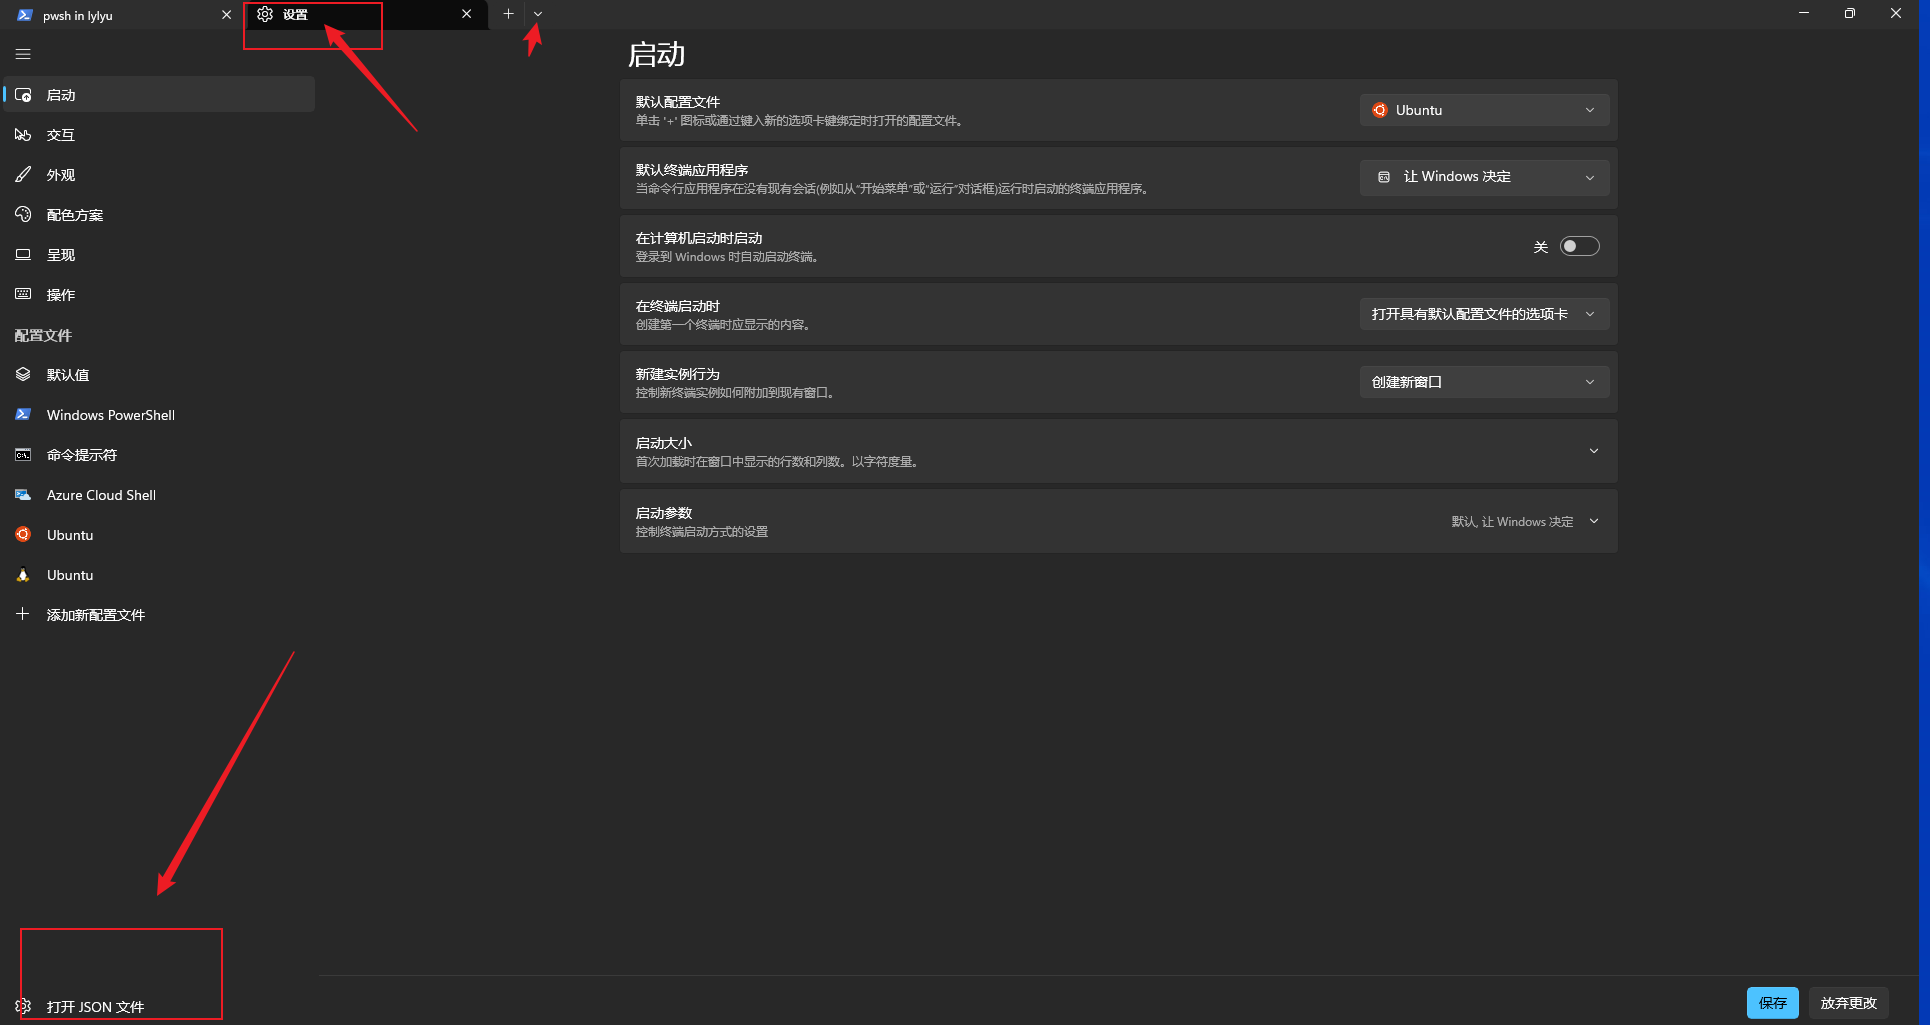 pwsh in lylyu
设置
启动
交互
外观
配色方案
呈现
操作
配置文件
默认值
Windows PowerShell
命令提示符
Azure Cloud Shell
Ubuntu
Ubuntu
添加新配置文件
打开 JSON 文件
启动
默认配置文件
单击 '+' 图标或通过键入新的选项卡键绑定时打开的配置文件。
Ubuntu
默认终端应用程序
当命令行应用程序在没有现有会话(例如从"开始菜单"或"运行"对话框)运行时启动的终端应用程序。
让 Windows 决定
在计算机启动时启动
登录到 Windows 时自动启动终端。
关
在终端启动时
创建第一个终端时应显示的内容。
打开具有默认配置文件的选项卡
新建实例行为
控制新终端实例如何附加到现有窗口。
创建新窗口
启动大小
首次加载时在窗口中显示的行数和列数。以字符度量。
启动参数
控制终端启动方式的设置
默认, 让 Windows 决定
保存
放弃更改